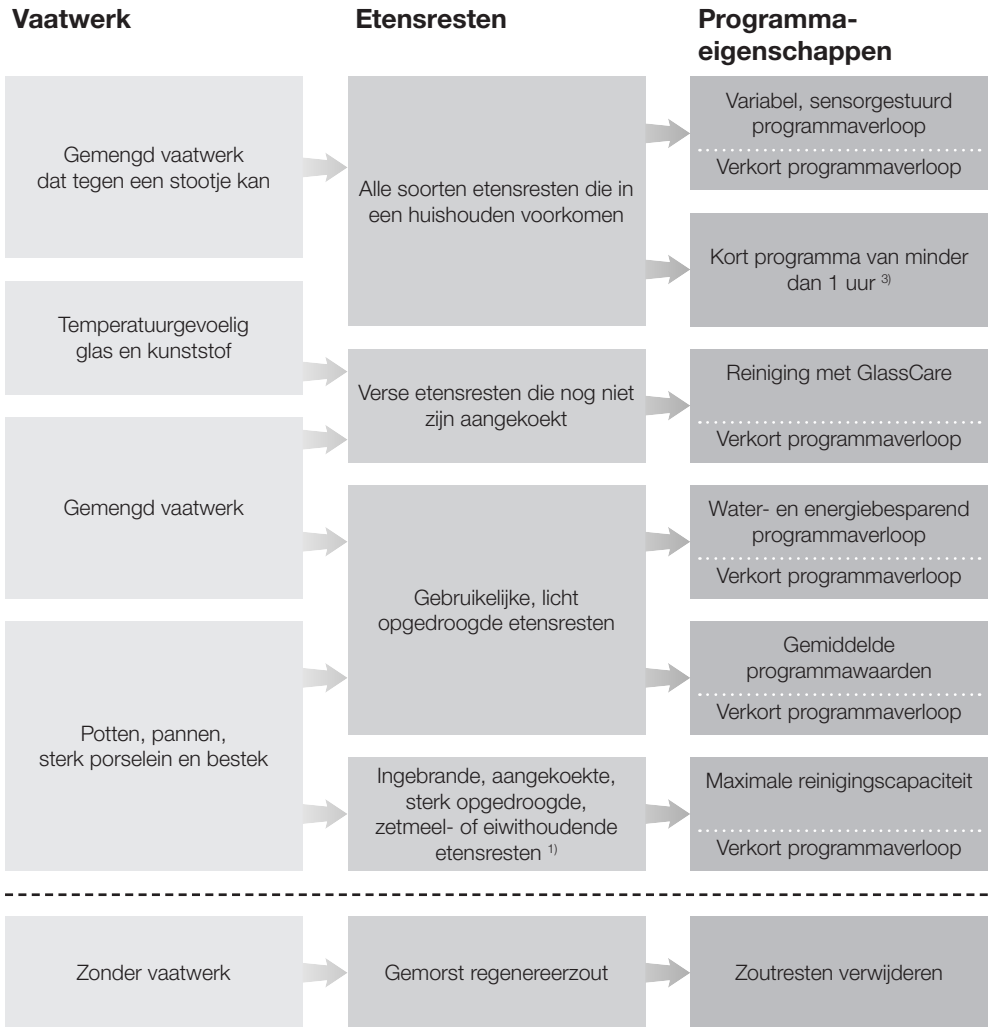 Vaatwerk
Etensresten
Programma-
eigenschappen
Gemengd vaatwerk
dat tegen een stootje kan
Alle soorten etensresten die in
een huishouden voorkomen
Variabel, sensorgestuurd
programmaverloop
Verkort programmaverloop
Kort programma van minder
dan 1 uur 3)
Temperatuurgevoelig
glas en kunststof
Verse etensresten die nog niet
zijn aangekoekt
Reiniging met GlassCare
Verkort programmaverloop
Gemengd vaatwerk
Gebruikelijke, licht
opgedroogde etensresten
Water- en energiebesparend
programmaverloop
Verkort programmaverloop
Gemiddelde
programmawaarden
Verkort programmaverloop
Potten, pannen,
sterk porselein en bestek
Ingebrande, aangekoekte,
sterk opgedroogde,
zetmeel- of eiwithoudende
etensresten 1)
Maximale reinigingscapaciteit
Verkort programmaverloop
Zonder vaatwerk
Gemorst regenereerzout
Zoutresten verwijderen